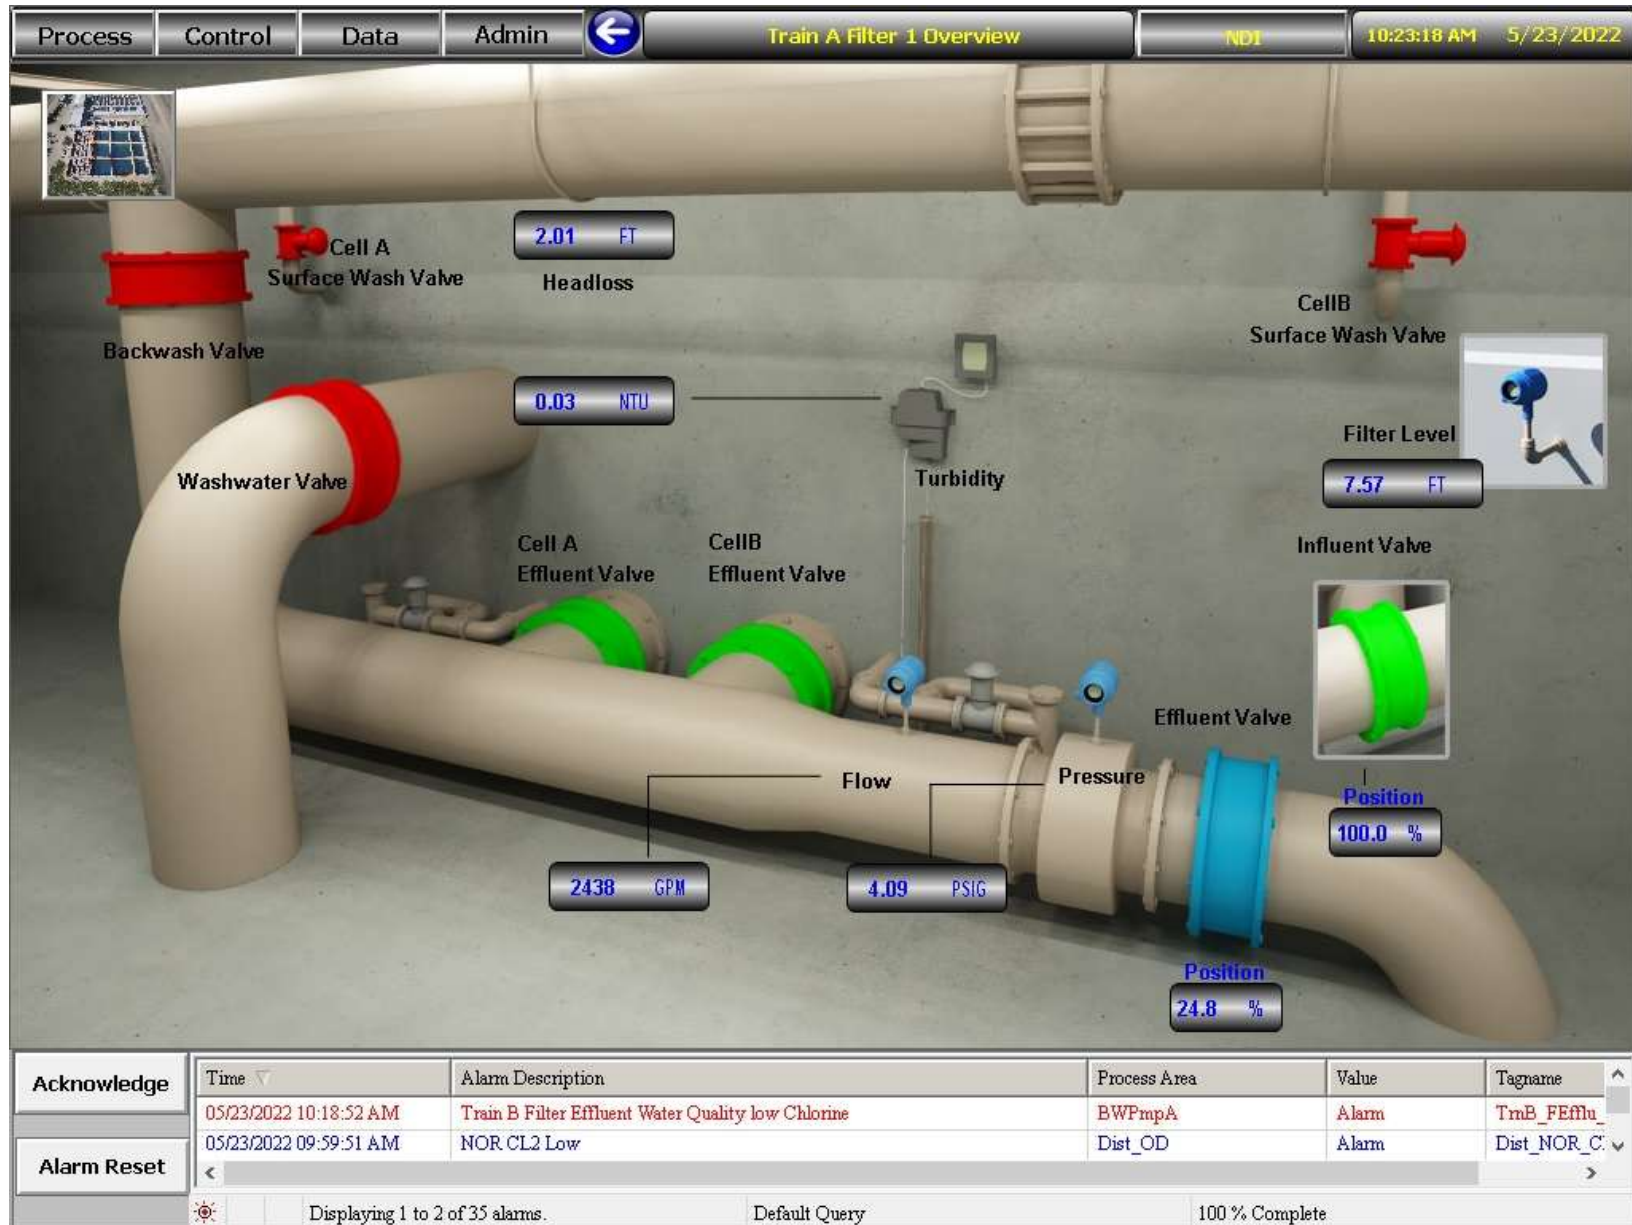 Process Control Data Admin Train A Filter 1 Overview NDI 10:23:18 AM 5/23/2022
2.01 FT
Headloss
Cell A
Surface Wash Valve
CellB
Surface Wash Valve
Backwash Valve
0.03 NTU
Turbidity
Filter Level
7.57 FT
Washwater Valve
Cell A
Effluent Valve
CellB
Effluent Valve
Influent Valve
Effluent Valve
Flow
Pressure
Position
100.0 %
2438 GPM
4.09 PSIG
Position
24.8 %
Acknowledge
Alarm Reset
Time Alarm Description Process Area Value Tagname
05/23/2022 10:18:52 AM Train B Filter Effluent Water Quality low Chlorine BWPmpA Alarm TrnB_FEfflu_
05/23/2022 09:59:51 AM NOR CL2 Low Dist_OD Alarm Dist_NOR_C
Displaying 1 to 2 of 35 alarms. Default Query 100 % Complete